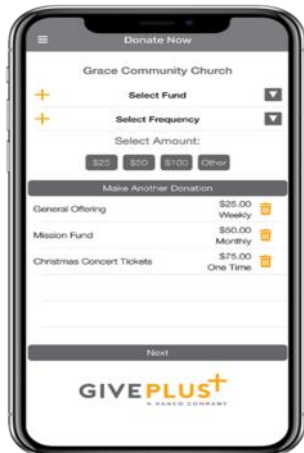 Donate Now
Grace Community Church
Select Fund
Select Frequency
Select Amount:
$25 $50 $100 Other
Make Another Donation
General Offering $25.00
Weekly
Mission Fund $50.00
Monthly
Christmas Concert Tickets $75.00
One Time
Next
GIVEPLUS+
A VANCO COMPANY